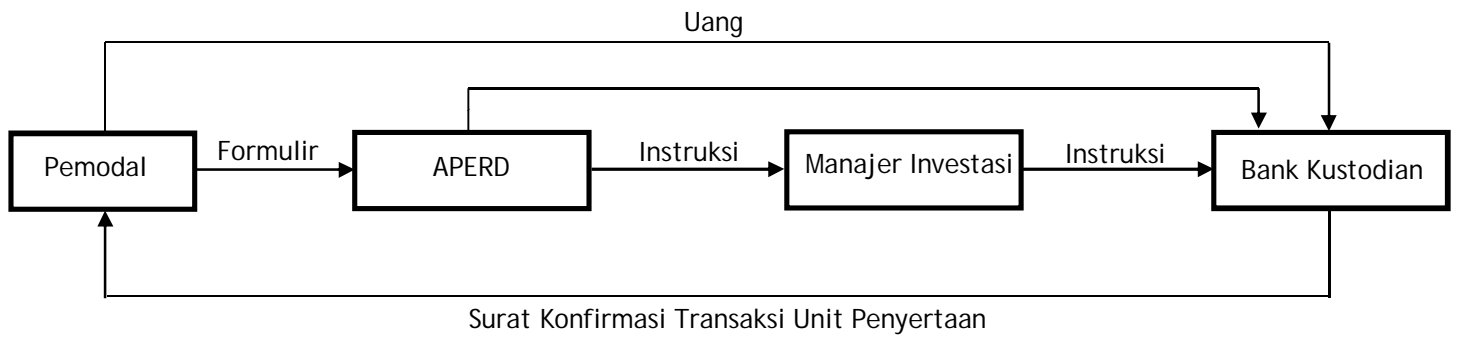 Uang
Pemodal
Formulir
APERD
Instruksi
Manajer Investasi
Instruksi
Bank Kustodian
Surat Konfirmasi Transaksi Unit Penyertaan